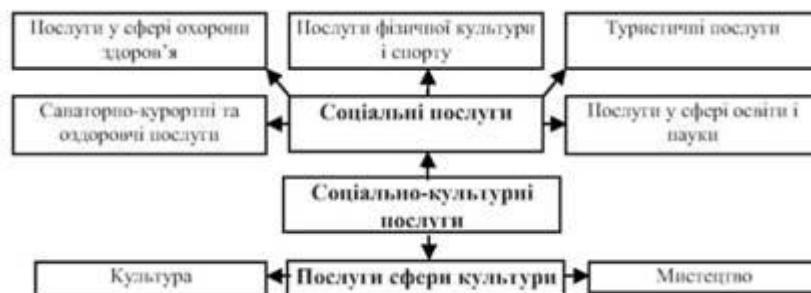 Послуги у сфері охорони
здоров’я
Послуги фізичної культури
і спорту
Туристичні послуги
Санаторно-курортні та
оздоровчі послуги
Соціальні послуги
Послуги у сфері освіти і
науки
Соціально-культурні
послуги
Культура
Послуги сфери культури
Мистецтво